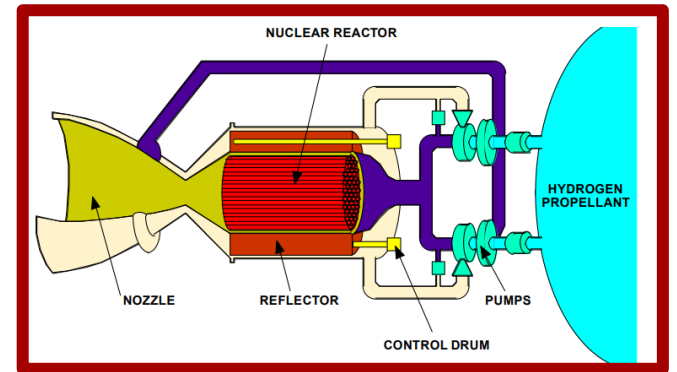 NUCLEAR REACTOR
HYDROGEN
PROPELLANT
NOZZLE
REFLECTOR
PUMPS
CONTROL DRUM